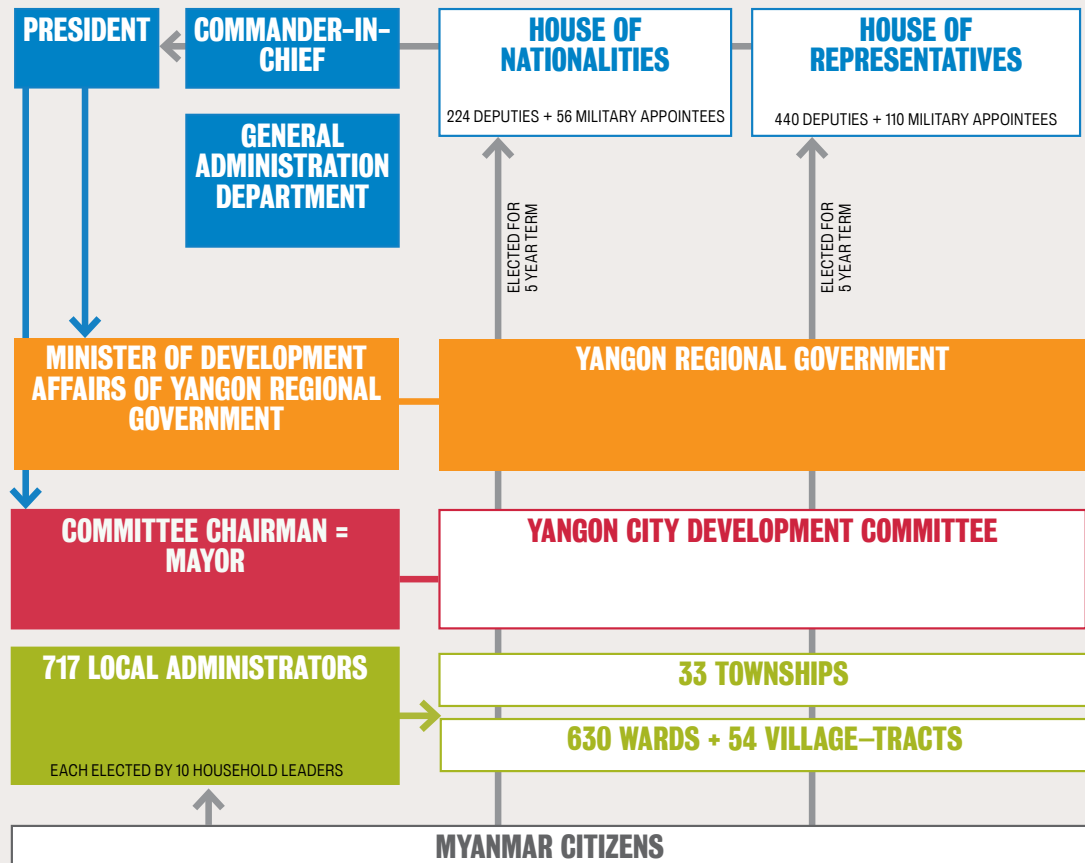 PRESIDENT
COMMANDER-IN-
CHIEF
HOUSE OF
NATIONALITIES
224 DEPUTIES + 56 MILITARY APPOINTEES
HOUSE OF
REPRESENTATIVES
440 DEPUTIES + 110 MILITARY APPOINTEES
GENERAL
ADMINISTRATION
DEPARTMENT
ELECTED FOR
5 YEAR TERM
ELECTED FOR
5 YEAR TERM
MINISTER OF DEVELOPMENT
AFFAIRS OF YANGON REGIONAL
GOVERNMENT
YANGON REGIONAL GOVERNMENT
COMMITTEE CHAIRMAN =
MAYOR
YANGON CITY DEVELOPMENT COMMITTEE
717 LOCAL ADMINISTRATORS
EACH ELECTED BY 10 HOUSEHOLD LEADERS
33 TOWNSHIPS
630 WARDS + 54 VILLAGE–TRACTS
MYANMAR CITIZENS